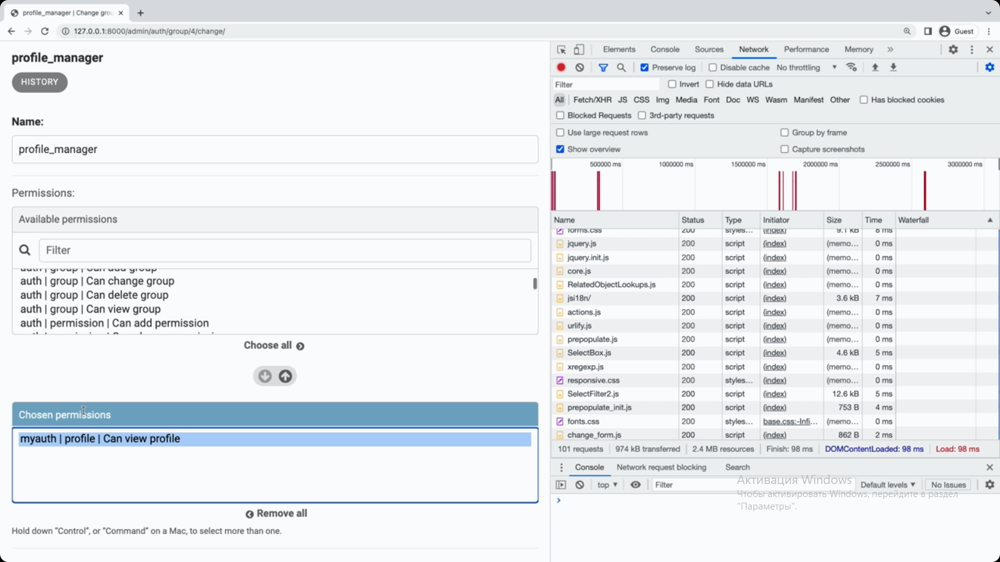 profile_manager | Change grou
127.0.0.1:8000/admin/auth/group/4/change/
Guest
profile_manager
HISTORY
Name:
profile_manager
Permissions:
Available permissions
Filter
auth | group | Can add group
auth | group | Can change group
auth | group | Can delete group
auth | group | Can view group
auth | permission | Can add permission
Choose all
Chosen permissions
myauth | profile | Can view profile
Remove all
Hold down “Control”, or “Command” on a Mac, to select more than one.
Elements Console Sources Network Performance Memory
Preserve log Disable cache No throttling
Filter Invert Hide data URLs
All Fetch/XHR JS CSS Img Media Font Doc WS Wasm Manifest Other Has blocked cookies
Blocked Requests 3rd-party requests
Use large request rows Group by frame
Show overview Capture screenshots
500000 ms 1000000 ms 1500000 ms 2000000 ms 2500000 ms 3000000 ms
Name Status Type Initiator Size Time Waterfall
forms.css 200 styles... (index) 9.1 kB 8 ms
jquery.js 200 script (index) (memo... 0 ms
jquery.init.js 200 script (index) (memo... 0 ms
core.js 200 script (index) (memo... 0 ms
RelatedObjectLookups.js 200 script (index) (memo... 0 ms
jsi18n/ 200 script (index) 3.6 kB 7 ms
actions.js 200 script (index) (memo... 0 ms
urlify.js 200 script (index) (memo... 0 ms
prepopulate.js 200 script (index) (memo... 0 ms
SelectBox.js 200 script (index) 4.6 kB 5 ms
xregexp.js 200 script (index) (memo... 0 ms
responsive.css 200 styles... (index) (memo... 0 ms
SelectFilter2.js 200 script (index) 12.6 kB 5 ms
prepopulate_init.js 200 script (index) 753 B 4 ms
fonts.css 200 styles... base.css:-Infi... (memo... 0 ms
change_form.js 200 script (index) 862 B 2 ms
101 requests 974 kB transferred 2.4 MB resources Finish: 98 ms DOMContentLoaded: 98 ms Load: 98 ms
Console Network request blocking Search
top Filter Default levels No Issues
Активация Windows
Чтобы активировать Windows, перейдите в раздел
"Параметры".